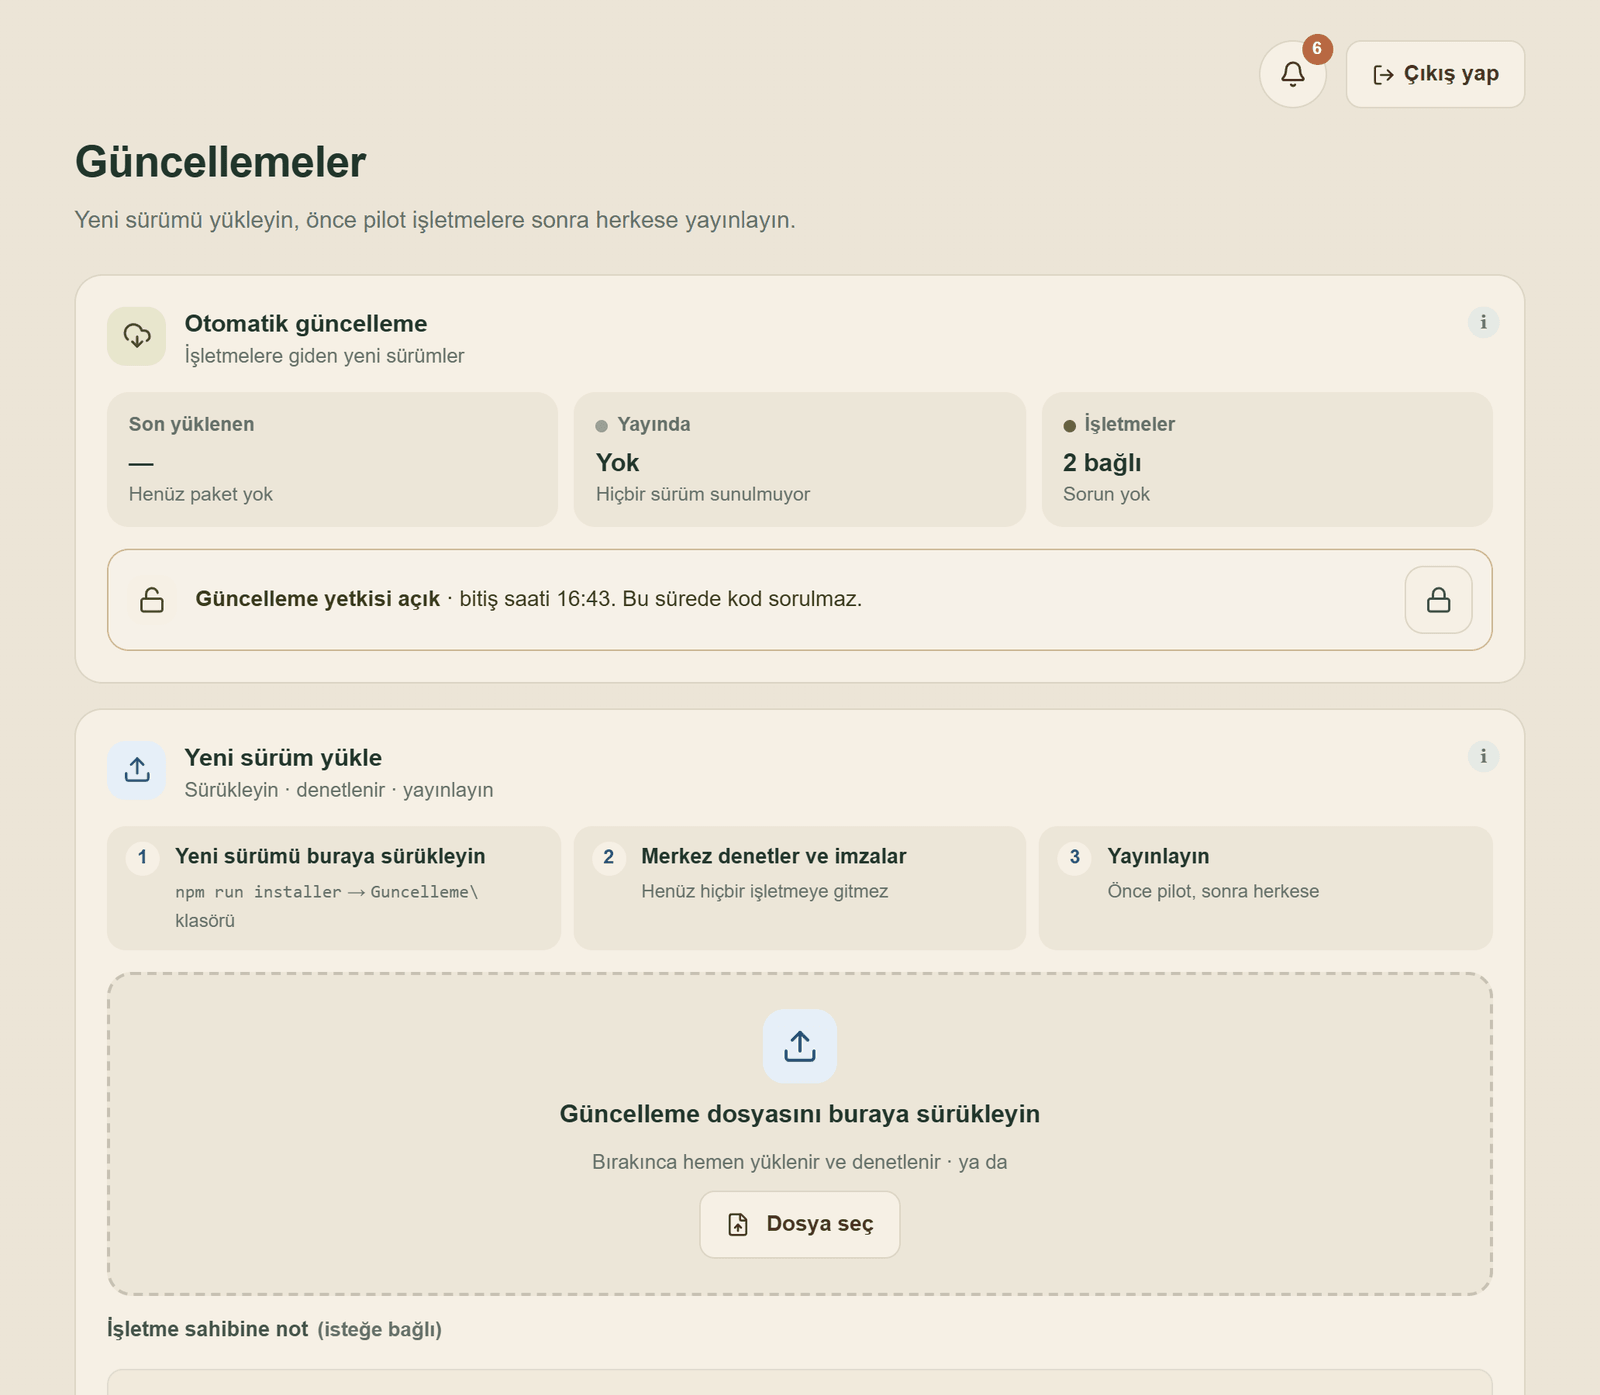 6
Çıkış yap
Güncellemeler
Yeni sürümü yükleyin, önce pilot işletmelere sonra herkese yayınlayın.
Otomatik güncelleme
İşletmelere giden yeni sürümler
i
Son yüklenen
—
Henüz paket yok
Yayında
Yok
Hiçbir sürüm sunulmuyor
İşletmeler
2 bağlı
Sorun yok
Güncelleme yetkisi açık · bitiş saati 16:43. Bu sürede kod sorulmaz.
Yeni sürüm yükle
Sürükleyin · denetlenir · yayınlayın
i
1
Yeni sürümü buraya sürükleyin
npm run installer → Guncelleme\
klasörü
2
Merkez denetler ve imzalar
Henüz hiçbir işletmeye gitmez
3
Yayınlayın
Önce pilot, sonra herkese
Güncelleme dosyasını buraya sürükleyin
Bırakınca hemen yüklenir ve denetlenir · ya da
Dosya seç
İşletme sahibine not (isteğe bağlı)